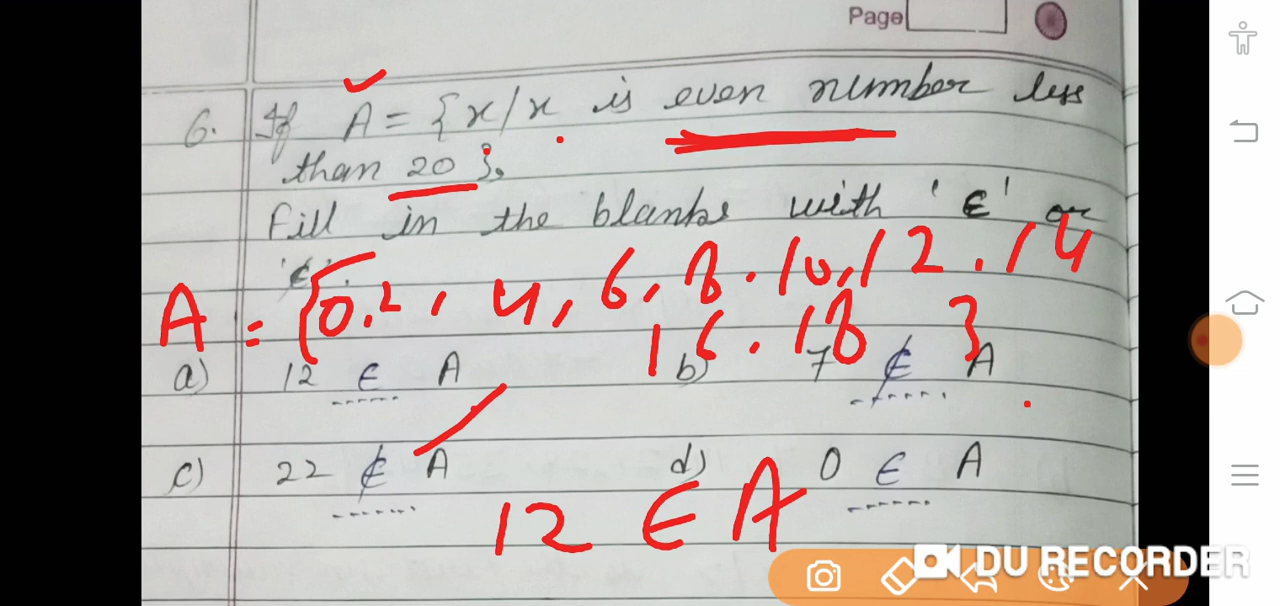 Page
6. If A = {x/x is even number less
than 20}.
Fill in the blanks with '∈' or
'∉'.
A = {0.2, 4, 6, 8.10,12.14
16.18}
a) 12 ∈ A b) 7 ∉ A
c) 22 ∉ A d) 0 ∈ A
12 ∈ A
DU RECORDER